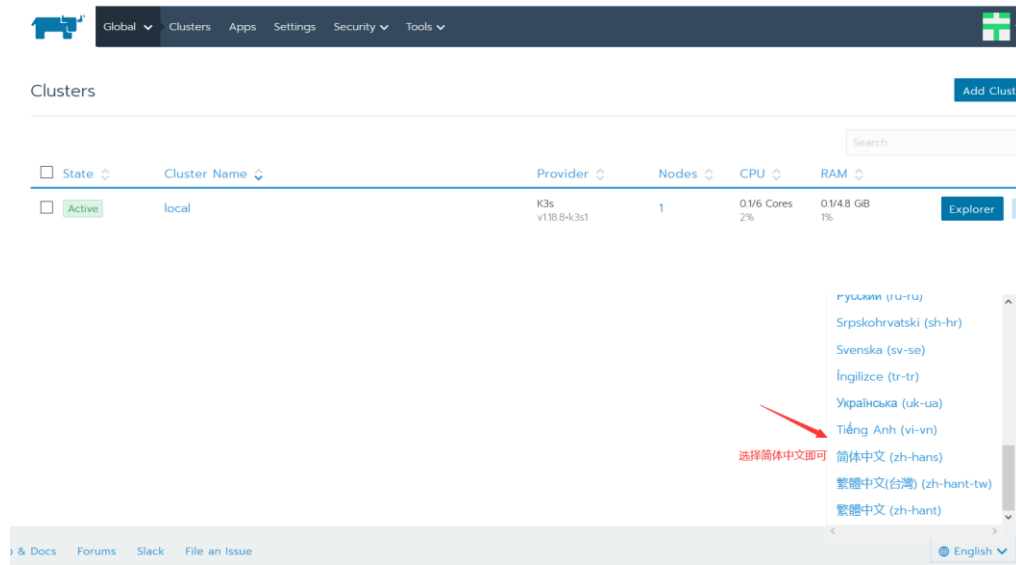 Global Clusters Apps Settings Security Tools
Clusters
Add Clust
Search
State Cluster Name Provider Nodes CPU RAM
Active local K3s 1 0.1/6 Cores 0.1/4.8 GiB Explorer
v1.18.8+k3s1 2% 1%
Русский (ru-ru)
Srpskohrvatski (sh-hr)
Svenska (sv-se)
İngilizce (tr-tr)
Українська (uk-ua)
Tiếng Anh (vi-vn)
选择简体中文即可 简体中文 (zh-hans)
繁體中文(台灣) (zh-hant-tw)
繁體中文 (zh-hant)
& Docs Forums Slack File an Issue English